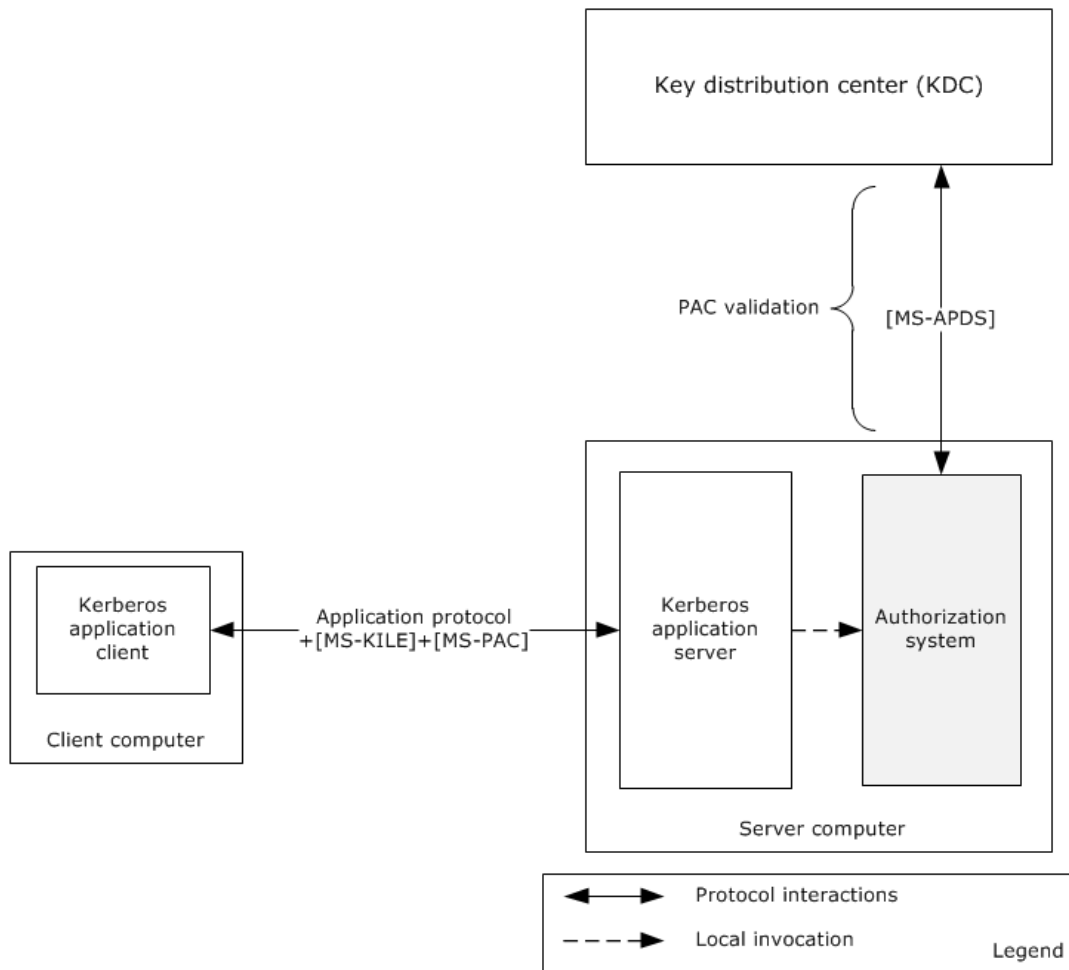 Key distribution center (KDC)
PAC validation
[MS-APDS]
Kerberos
application
client
Client computer
Application protocol
+[MS-KILE]+[MS-PAC]
Kerberos
application
server
Authorization
system
Server computer
Protocol interactions
Local invocation
Legend